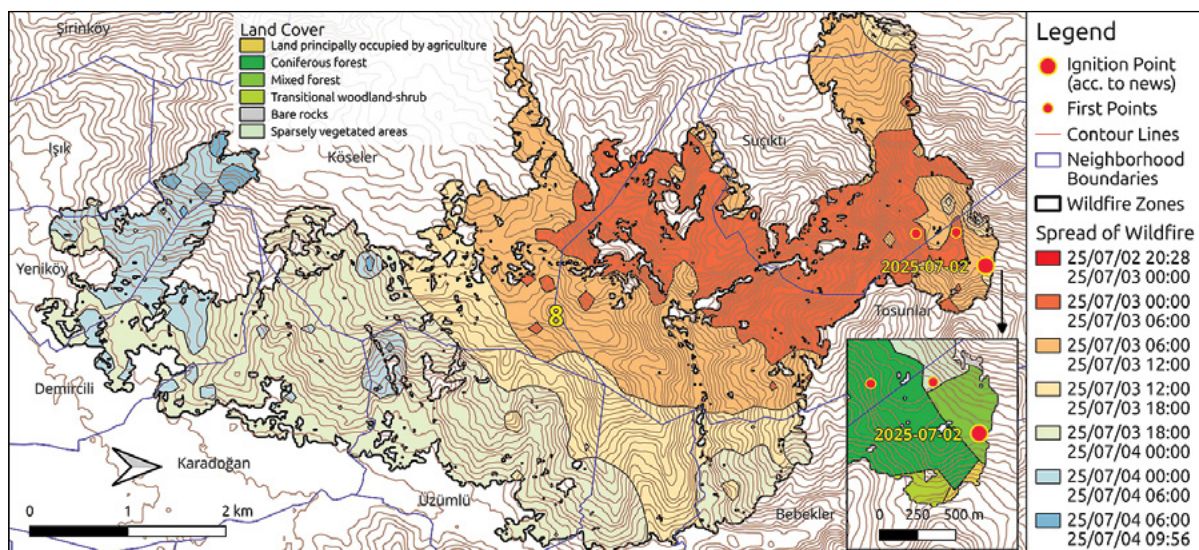 Land Cover
Land principally occupied by agriculture
Coniferous forest
Mixed forest
Transitional woodland-shrub
Bare rocks
Sparsely vegetated areas
Şirinköy
Işık
Köseler
Suçıktı
Yeniköy
2025-07-02
8
Tosunlar
Demircili
Karadoğan
Üzümlü
Bebekler
0 1 2 km
2025-07-02
0 250 500 m
Legend
Ignition Point
(acc. to news)
First Points
Contour Lines
Neighborhood
Boundaries
Wildfire Zones
Spread of Wildfire
25/07/02 20:28
25/07/03 00:00
25/07/03 00:00
25/07/03 06:00
25/07/03 06:00
25/07/03 12:00
25/07/03 12:00
25/07/03 18:00
25/07/03 18:00
25/07/04 00:00
25/07/04 00:00
25/07/04 06:00
25/07/04 06:00
25/07/04 09:56